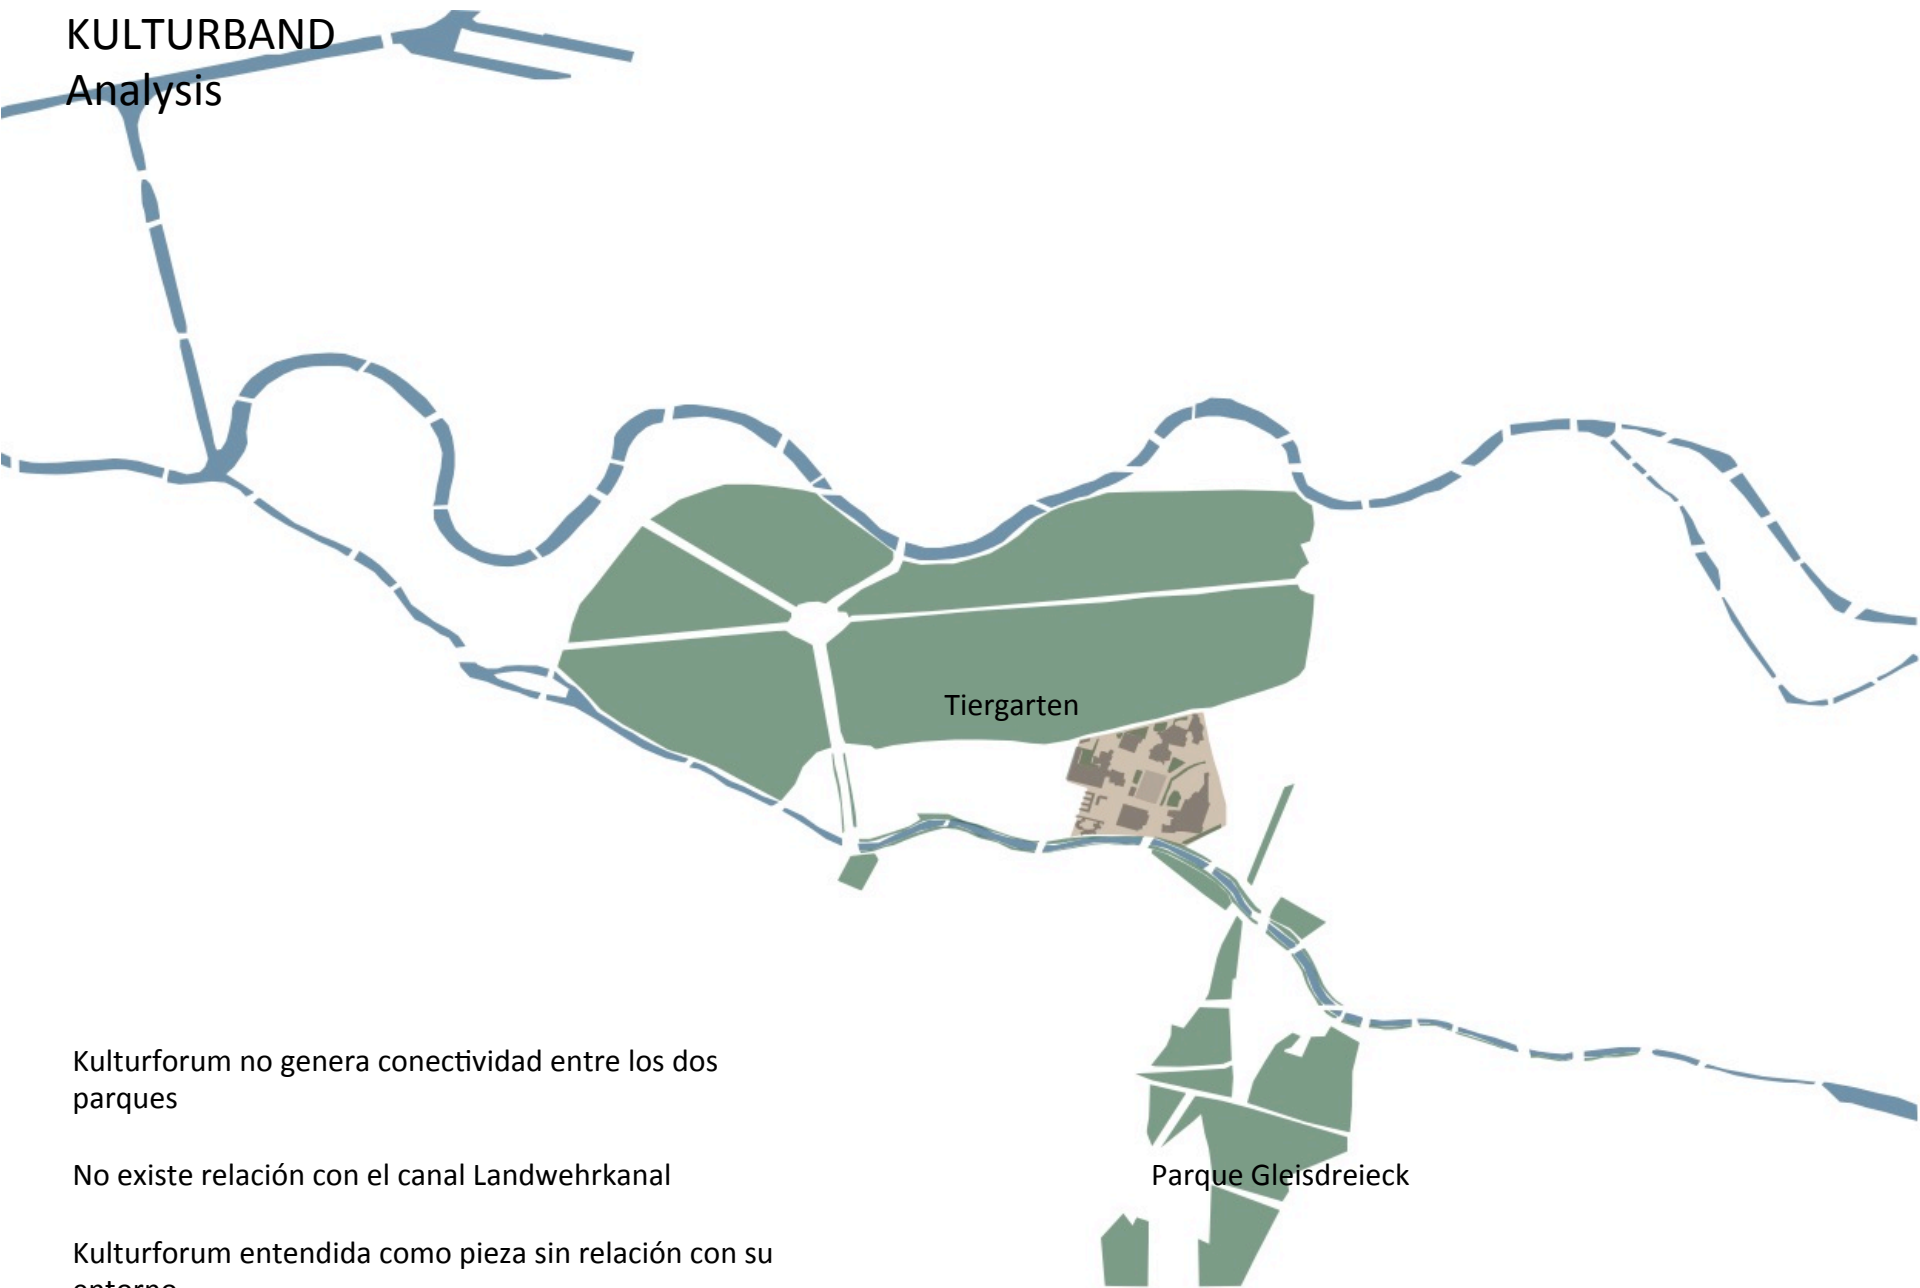 KULTURBAND
Analysis
Tiergarten
Kulturforum no genera conectividad entre los dos
parques
No existe relación con el canal Landwehrkanal
Parque Gleisdreieck
Kulturforum entendida como pieza sin relación con su
entorno